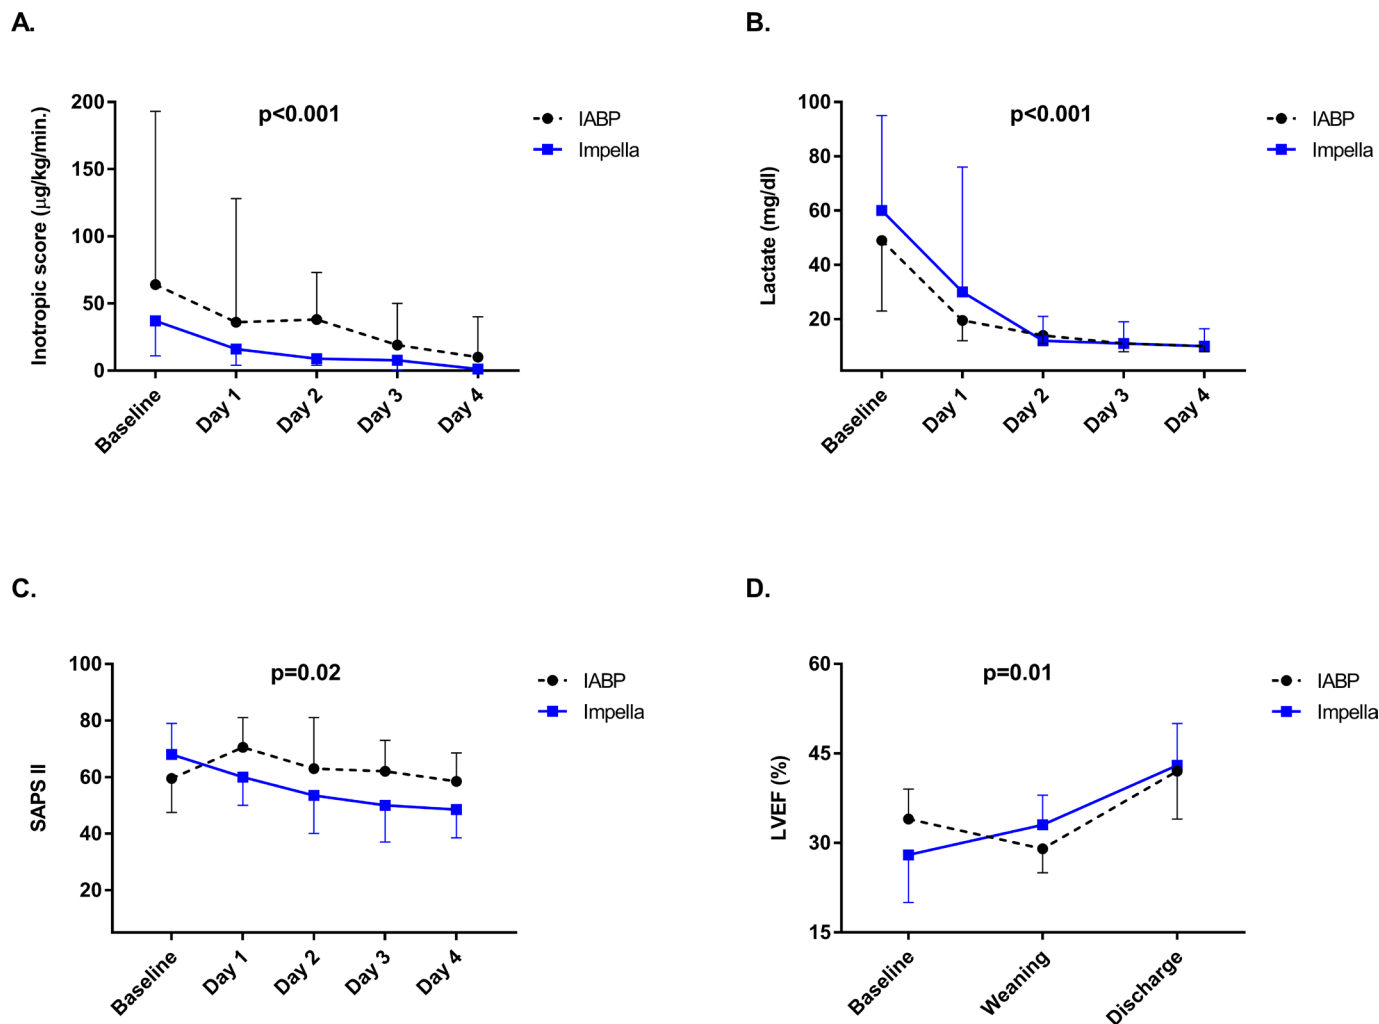 A.
p<0.001
IABP
Impella
Inotropic score (µg/kg/min.)
200
150
100
50
0
Baseline
Day 1
Day 2
Day 3
Day 4
B.
p<0.001
IABP
Impella
Lactate (mg/dl)
100
80
60
40
20
Baseline
Day 1
Day 2
Day 3
Day 4
C.
p=0.02
IABP
Impella
SAPS II
100
80
60
40
20
Baseline
Day 1
Day 2
Day 3
Day 4
D.
p=0.01
IABP
Impella
LVEF (%)
60
45
30
15
Baseline
Weaning
Discharge